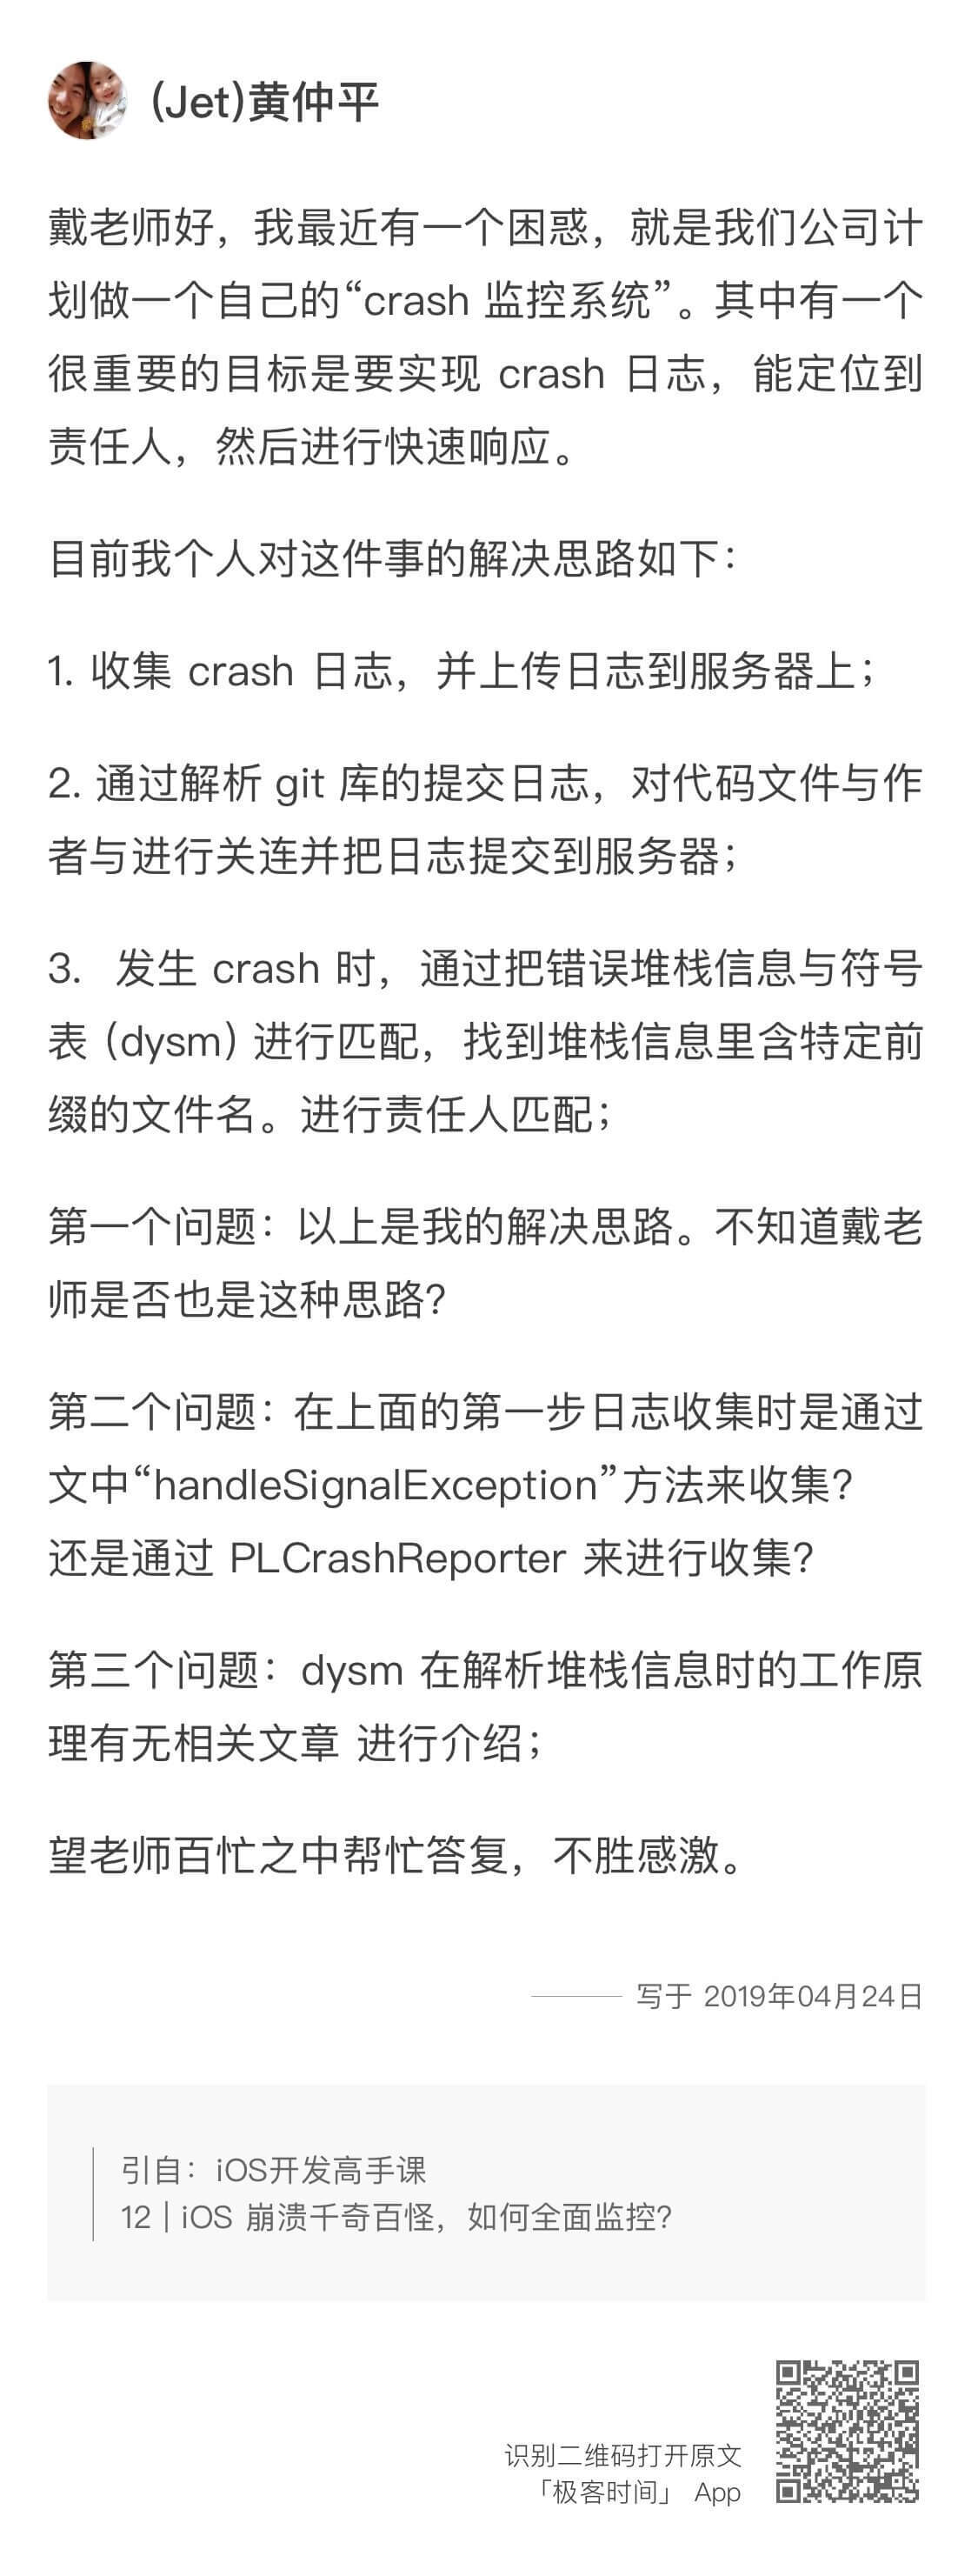 (Jet)黄仲平
戴老师好，我最近有一个困惑，就是我们公司计
划做一个自己的“crash 监控系统”。其中有一个
很重要的目标是要实现 crash 日志，能定位到
责任人，然后进行快速响应。
目前我个人对这件事的解决思路如下：
1. 收集 crash 日志，并上传日志到服务器上；
2. 通过解析 git 库的提交日志，对代码文件与作
者与进行关连并把日志提交到服务器；
3. 发生 crash 时，通过把错误堆栈信息与符号
表 (dysm) 进行匹配，找到堆栈信息里含特定前
缀的文件名。进行责任人匹配；
第一个问题：以上是我的解决思路。不知道戴老
师是否也是这种思路？
第二个问题：在上面的第一步日志收集时是通过
文中“handleSignalException”方法来收集？
还是通过 PLCrashReporter 来进行收集？
第三个问题：dysm 在解析堆栈信息时的工作原
理有无相关文章 进行介绍；
望老师百忙之中帮忙答复，不胜感激。
写于 2019年04月24日
引自：iOS开发高手课
12 | iOS 崩溃千奇百怪，如何全面监控？
识别二维码打开原文
「极客时间」 App